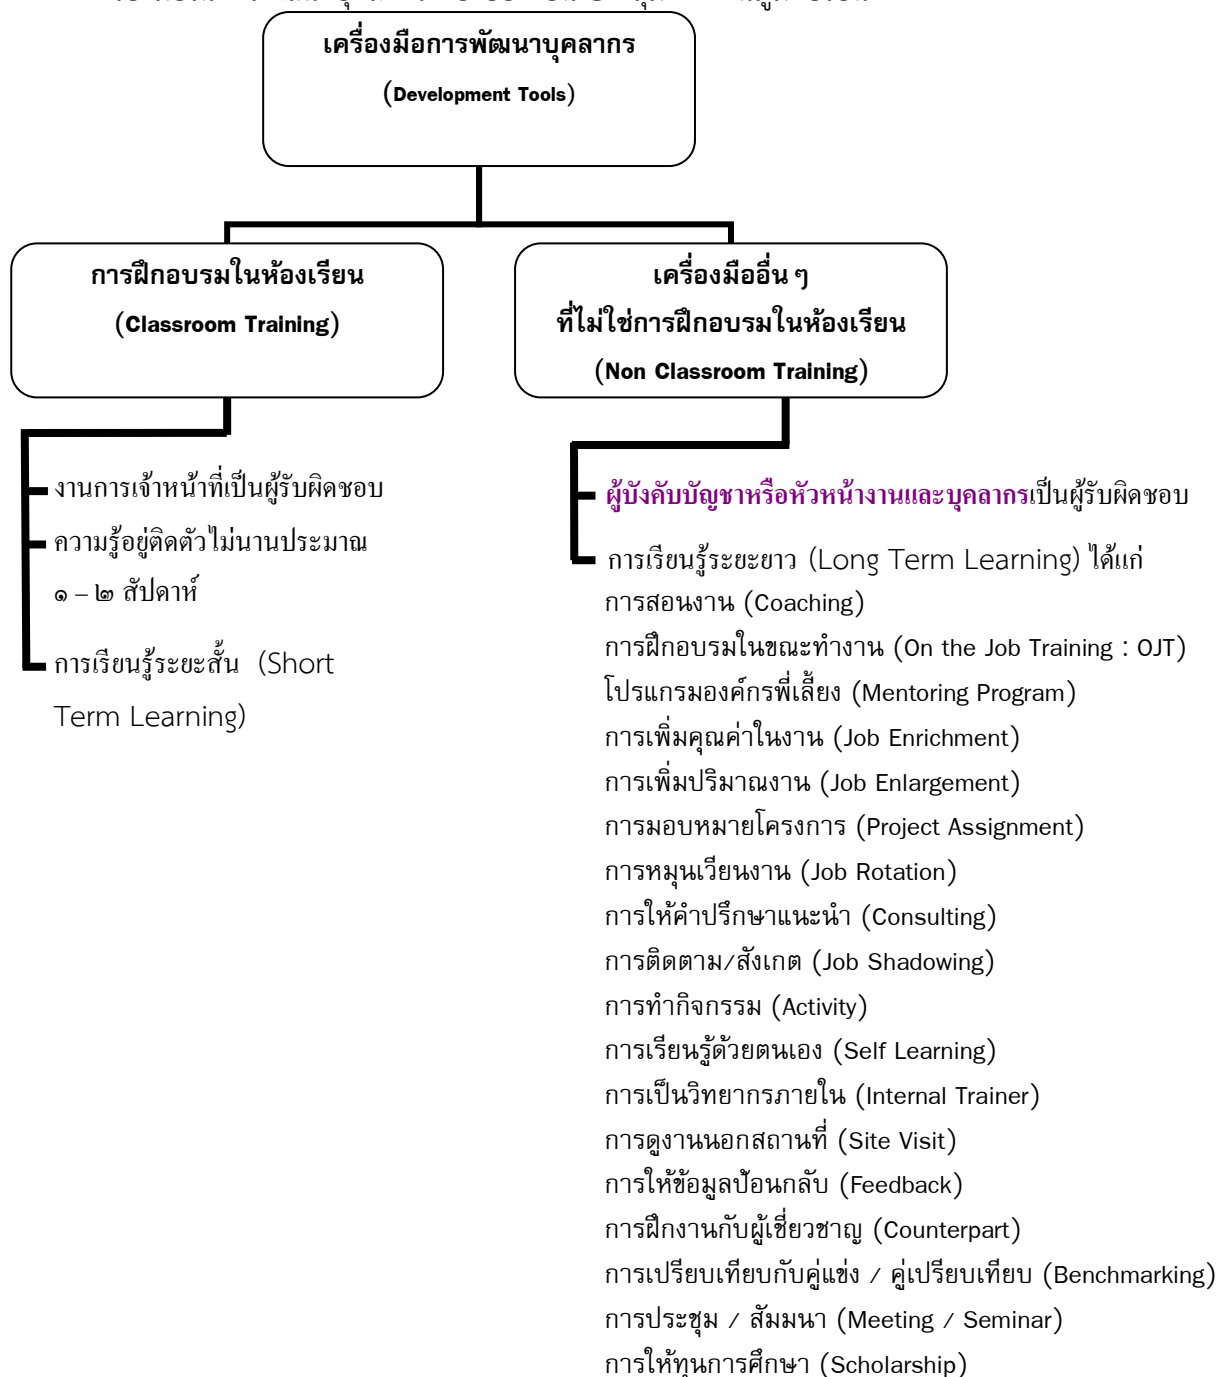 เครื่องมือการพัฒนาบุคลากร
(Development Tools)
การฝึกอบรมในห้องเรียน
(Classroom Training)
เครื่องมืออื่น ๆ
ที่ไม่ใช่การฝึกอบรมในห้องเรียน
(Non Classroom Training)
งานการเจ้าหน้าที่เป็นผู้รับผิดชอบ
ความรู้อยู่ติดตัวไม่นานประมาณ
๑ – ๒ สัปดาห์
การเรียนรู้ระยะสั้น (Short
Term Learning)
ผู้บังคับบัญชาหรือหัวหน้างานและบุคลากรเป็นผู้รับผิดชอบ
การเรียนรู้ระยะยาว (Long Term Learning) ได้แก่
การสอนงาน (Coaching)
การฝึกอบรมในขณะทำงาน (On the Job Training : OJT)
โปรแกรมองค์กรพี่เลี้ยง (Mentoring Program)
การเพิ่มคุณค่าในงาน (Job Enrichment)
การเพิ่มปริมาณงาน (Job Enlargement)
การมอบหมายโครงการ (Project Assignment)
การหมุนเวียนงาน (Job Rotation)
การให้คำปรึกษาแนะนำ (Consulting)
การติดตาม/สังเกต (Job Shadowing)
การทำกิจกรรม (Activity)
การเรียนรู้ด้วยตนเอง (Self Learning)
การเป็นวิทยากรภายใน (Internal Trainer)
การดูงานนอกสถานที่ (Site Visit)
การให้ข้อมูลป้อนกลับ (Feedback)
การฝึกงานกับผู้เชี่ยวชาญ (Counterpart)
การเปรียบเทียบกับคู่แข่ง / คู่เปรียบเทียบ (Benchmarking)
การประชุม / สัมมนา (Meeting / Seminar)
การให้ทุนการศึกษา (Scholarship)